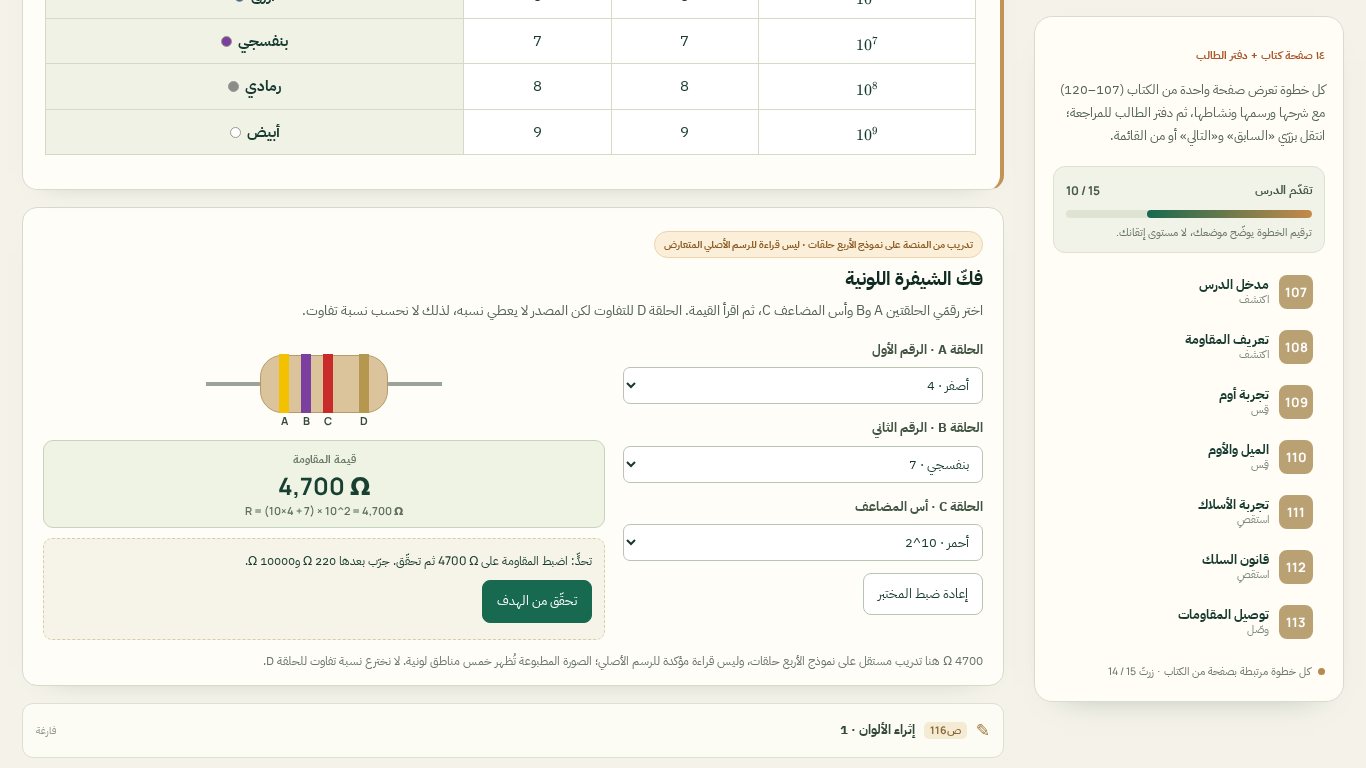 ١٤ صفحة كتاب + دفتر الطالب
كل خطوة تعرض صفحة واحدة من الكتاب (107–120)
مع شرحها ورسمها ونشاطها، ثم دفتر الطالب للمراجعة؛
انتقل بزرّي «السابق» و«التالي» أو من القائمة.
تقدّم الدرس
10 / 15
ترقيم الخطوة يوضّح موضعك، لا مستوى إتقانك.
107 مدخل الدرس
اكتشف
108 تعريف المقاومة
اكتشف
109 تجربة أوم
قِس
110 الميل والأوم
قِس
111 تجربة الأسلاك
استقصِ
112 قانون السلك
استقصِ
113 توصيل المقاومات
وصّل
كل خطوة مرتبطة بصفحة من الكتاب · زرتَ 15 / 14
بنفسجي 7 7 10^7
رمادي 8 8 10^8
أبيض 9 9 10^9
تدريب من المنصة على نموذج الأربع حلقات · ليس قراءة للرسم الأصلي المتعارض
فكّ الشيفرة اللونية
اختر رقمَي الحلقتين A وB وأس المضاعف C، ثم اقرأ القيمة. الحلقة D للتفاوت لكن المصدر لا يعطي نسبه، لذلك لا نحسب نسبة تفاوت.
الحلقة A · الرقم الأول
أصفر · 4
الحلقة B · الرقم الثاني
بنفسجي · 7
الحلقة C · أس المضاعف
أحمر · 10^2
إعادة ضبط المختبر
A B C D
قيمة المقاومة
4,700 Ω
R = (10×4 + 7) × 10^2 = 4,700 Ω
تحدٍّ: اضبط المقاومة على 4700 Ω ثم تحقّق. جرّب بعدها 220 Ω و10000 Ω.
تحقّق من الهدف
4700 Ω هنا تدريب مستقل على نموذج الأربع حلقات، وليس قراءة مؤكدة للرسم الأصلي؛ الصورة المطبوعة تُظهر خمس مناطق لونية. لا نخترع نسبة تفاوت للحلقة D.
ص116 إثراء الألوان · 1
فارغة